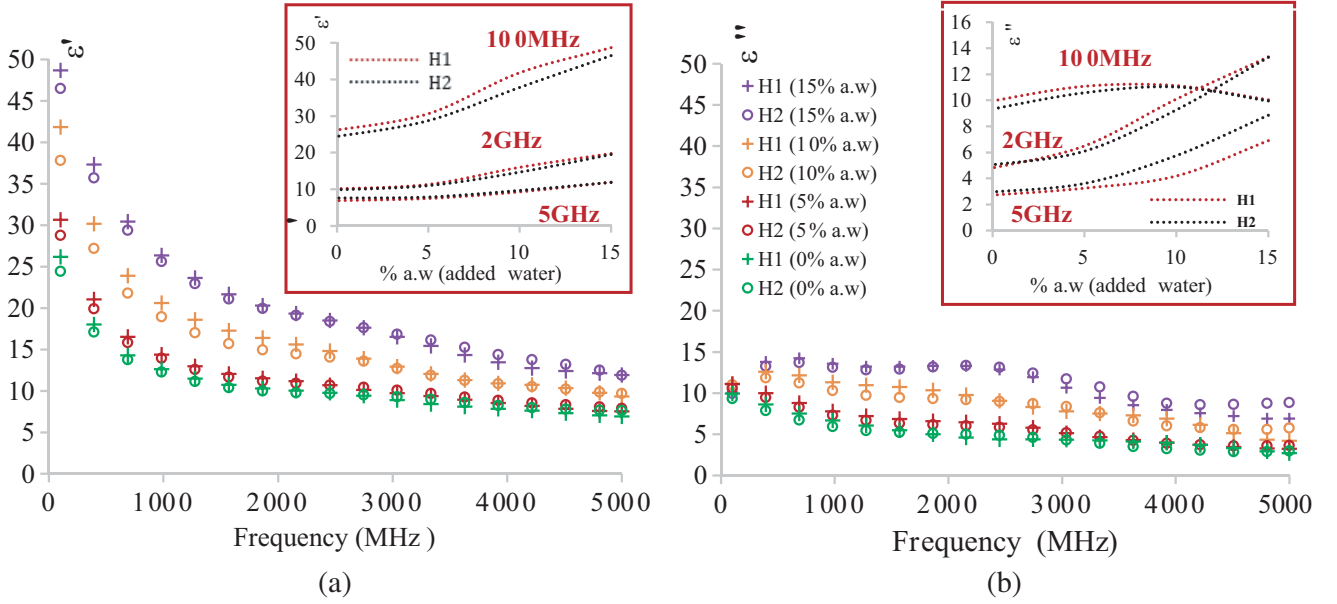 ε'
50
45
40
35
30
25
20
15
10
5
0
0
1000
2000
3000
4000
5000
Frequency (MHz )
(a)
ε'
50
40
30
20
10
0
'
H1
H2
10 0MHz
2GHz
5GHz
0
5
10
15
% a.w (added water)
ε''
50
45
40
35
30
25
20
15
10
5
0
H1 (15% a.w)
H2 (15% a.w)
H1 (10% a.w)
H2 (10% a.w)
H1 (5% a.w)
H2 (5% a.w)
H1 (0% a.w)
H2 (0% a.w)
0
1000
2000
3000
4000
5000
Frequency (MHz)
(b)
ε"
16
14
12
10
8
6
4
2
0
10 0MHz
2GHz
5GHz
H1
H2
0
5
10
15
% a.w (added water)